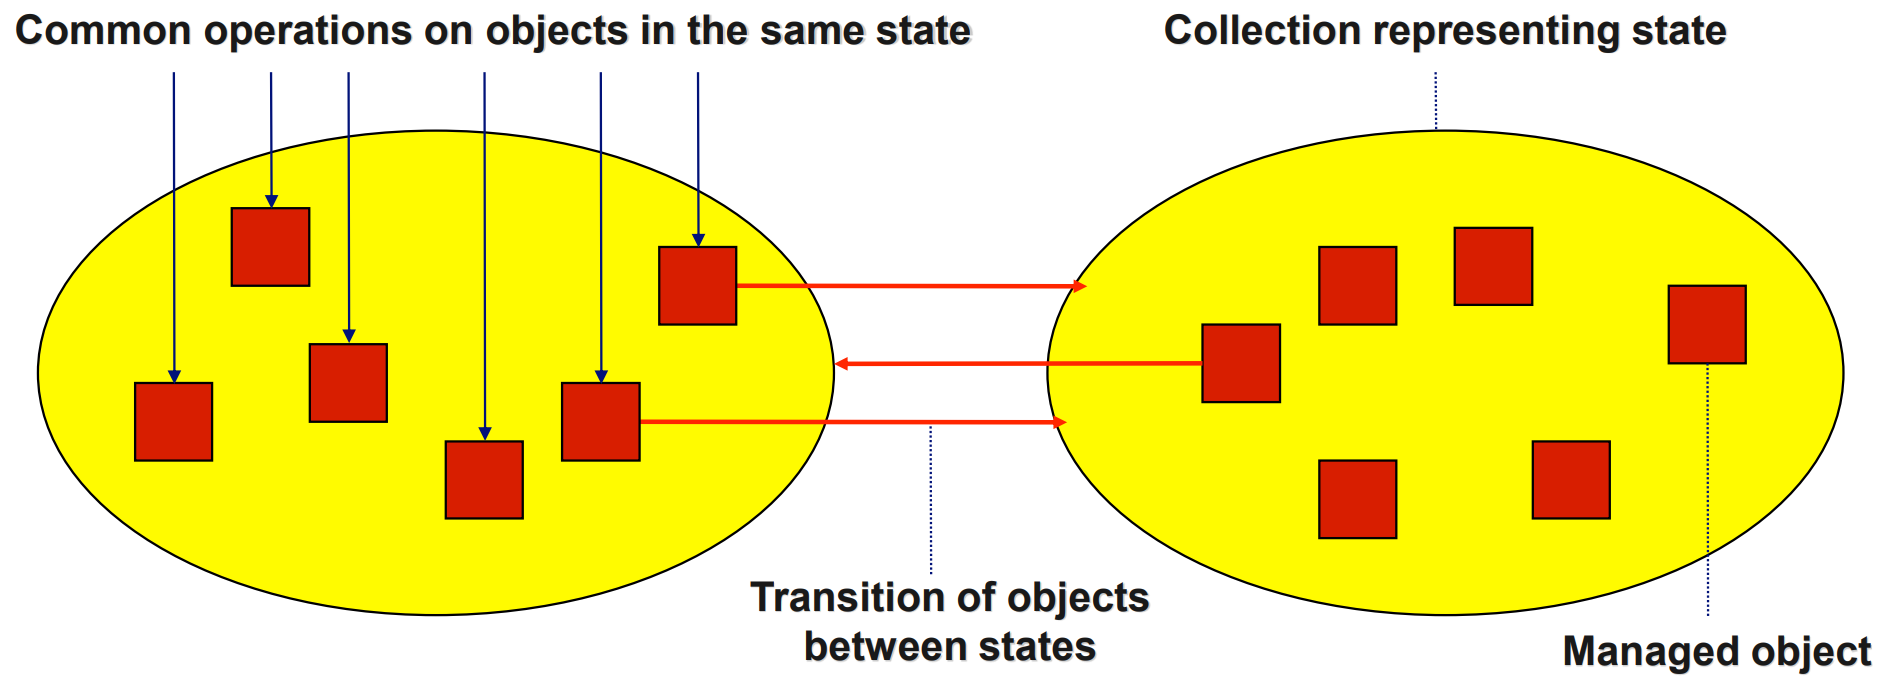 Common operations on objects in the same state
Collection representing state
Transition of objects
between states
Managed object